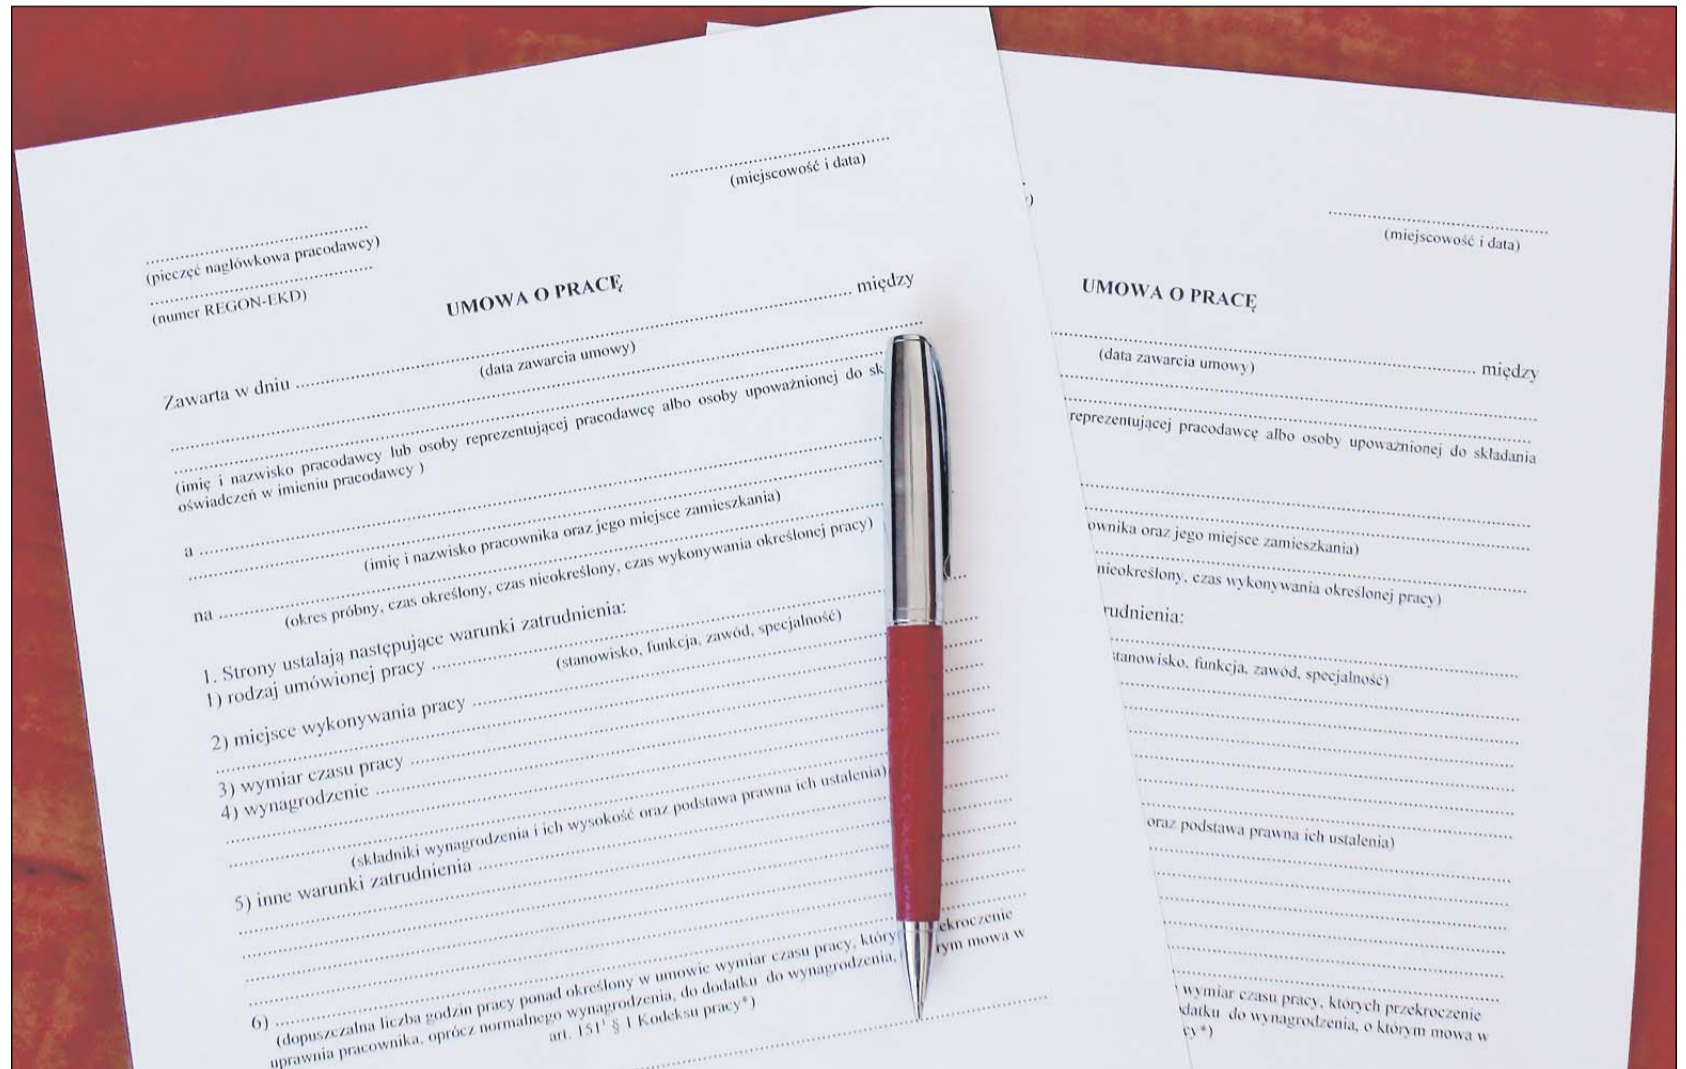 (miejscowość i data)
(pieczęć nagłówkowa pracodawcy)
(numer REGON-EKD)
UMOWA O PRACĘ
Zawarta w dniu ........ między
(data zawarcia umowy)
(imię i nazwisko pracodawcy lub osoby reprezentującej pracodawcę albo osoby upoważnionej do sk
oświadczeń w imieniu pracodawcy )
a ........
(imię i nazwisko pracownika oraz jego miejsce zamieszkania)
na ........
(okres próbny, czas określony, czas nieokreślony, czas wykonywania określonej pracy)
1. Strony ustalają następujące warunki zatrudnienia:
1) rodzaj umówionej pracy ........
(stanowisko, funkcja, zawód, specjalność)
2) miejsce wykonywania pracy ........
3) wymiar czasu pracy ........
4) wynagrodzenie ........
(składniki wynagrodzenia i ich wysokość oraz podstawa prawna ich ustalenia)
5) inne warunki zatrudnienia ........
6) ........
(dopuszczalna liczba godzin pracy ponad określony w umowie wymiar czasu pracy, który ekroczenie
uprawnia pracownika, oprócz normalnego wynagrodzenia, do dodatku do wynagrodzenia, rym mowa w
art. 151¹ § 1 Kodeksu pracy*)
(miejscowość i data)
UMOWA O PRACĘ
........ między
(data zawarcia umowy)
reprezentującej pracodawcę albo osoby upoważnionej do składania
ownika oraz jego miejsce zamieszkania)
nieokreślony, czas wykonywania określonej pracy)
rudnienia:
tanowisko, funkcja, zawód, specjalność)
oraz podstawa prawna ich ustalenia)
wymiar czasu pracy, których przekroczenie
datku do wynagrodzenia, o którym mowa w
cy*)